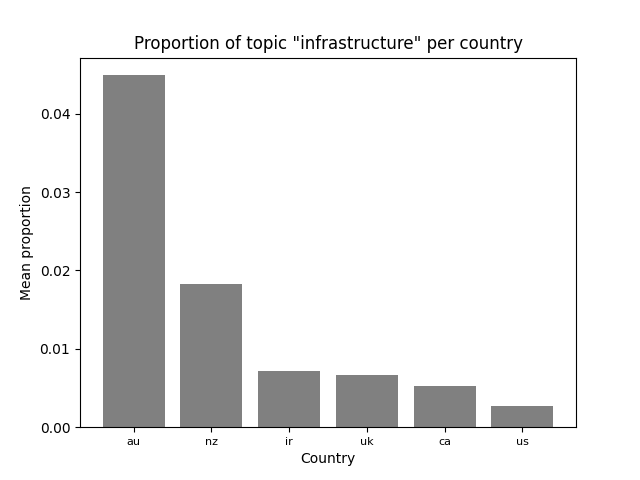 Proportion of topic "infrastructure" per country
Mean proportion
0.04
0.03
0.02
0.01
0.00
au nz ir uk ca us
Country